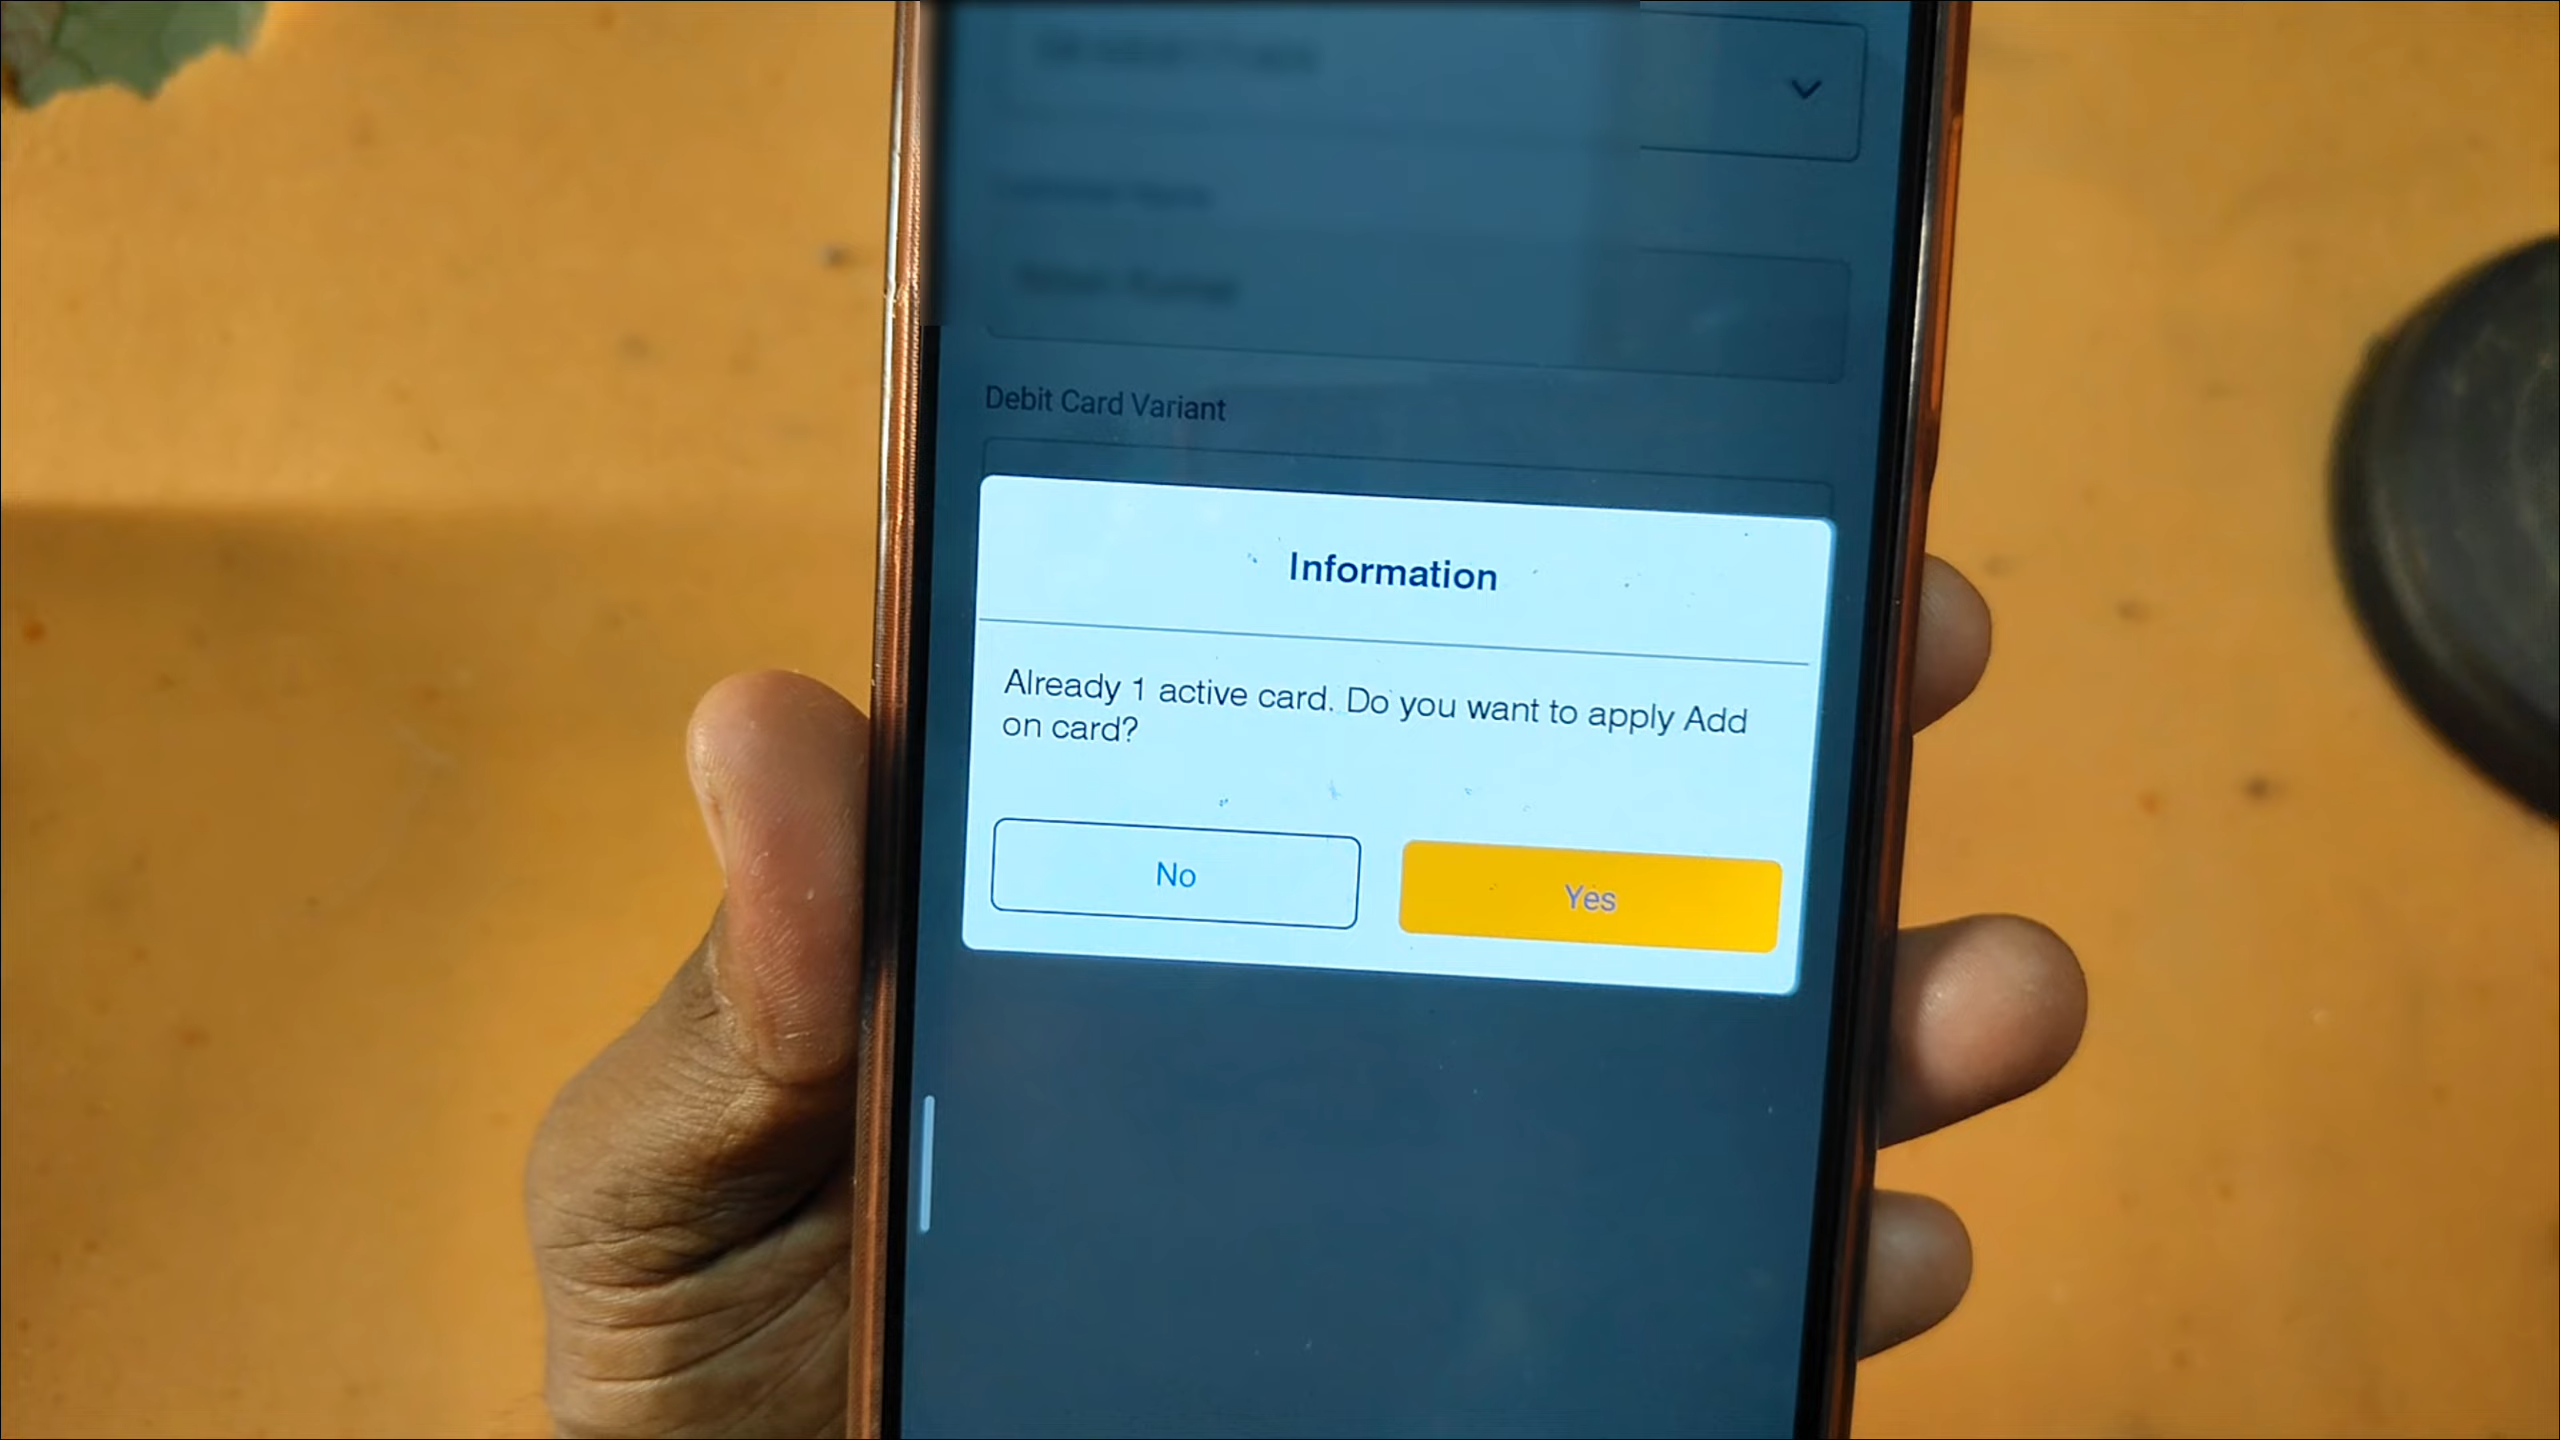 Debit Card Variant
Information
Already 1 active card. Do you want to apply Add
on card?
No
Yes